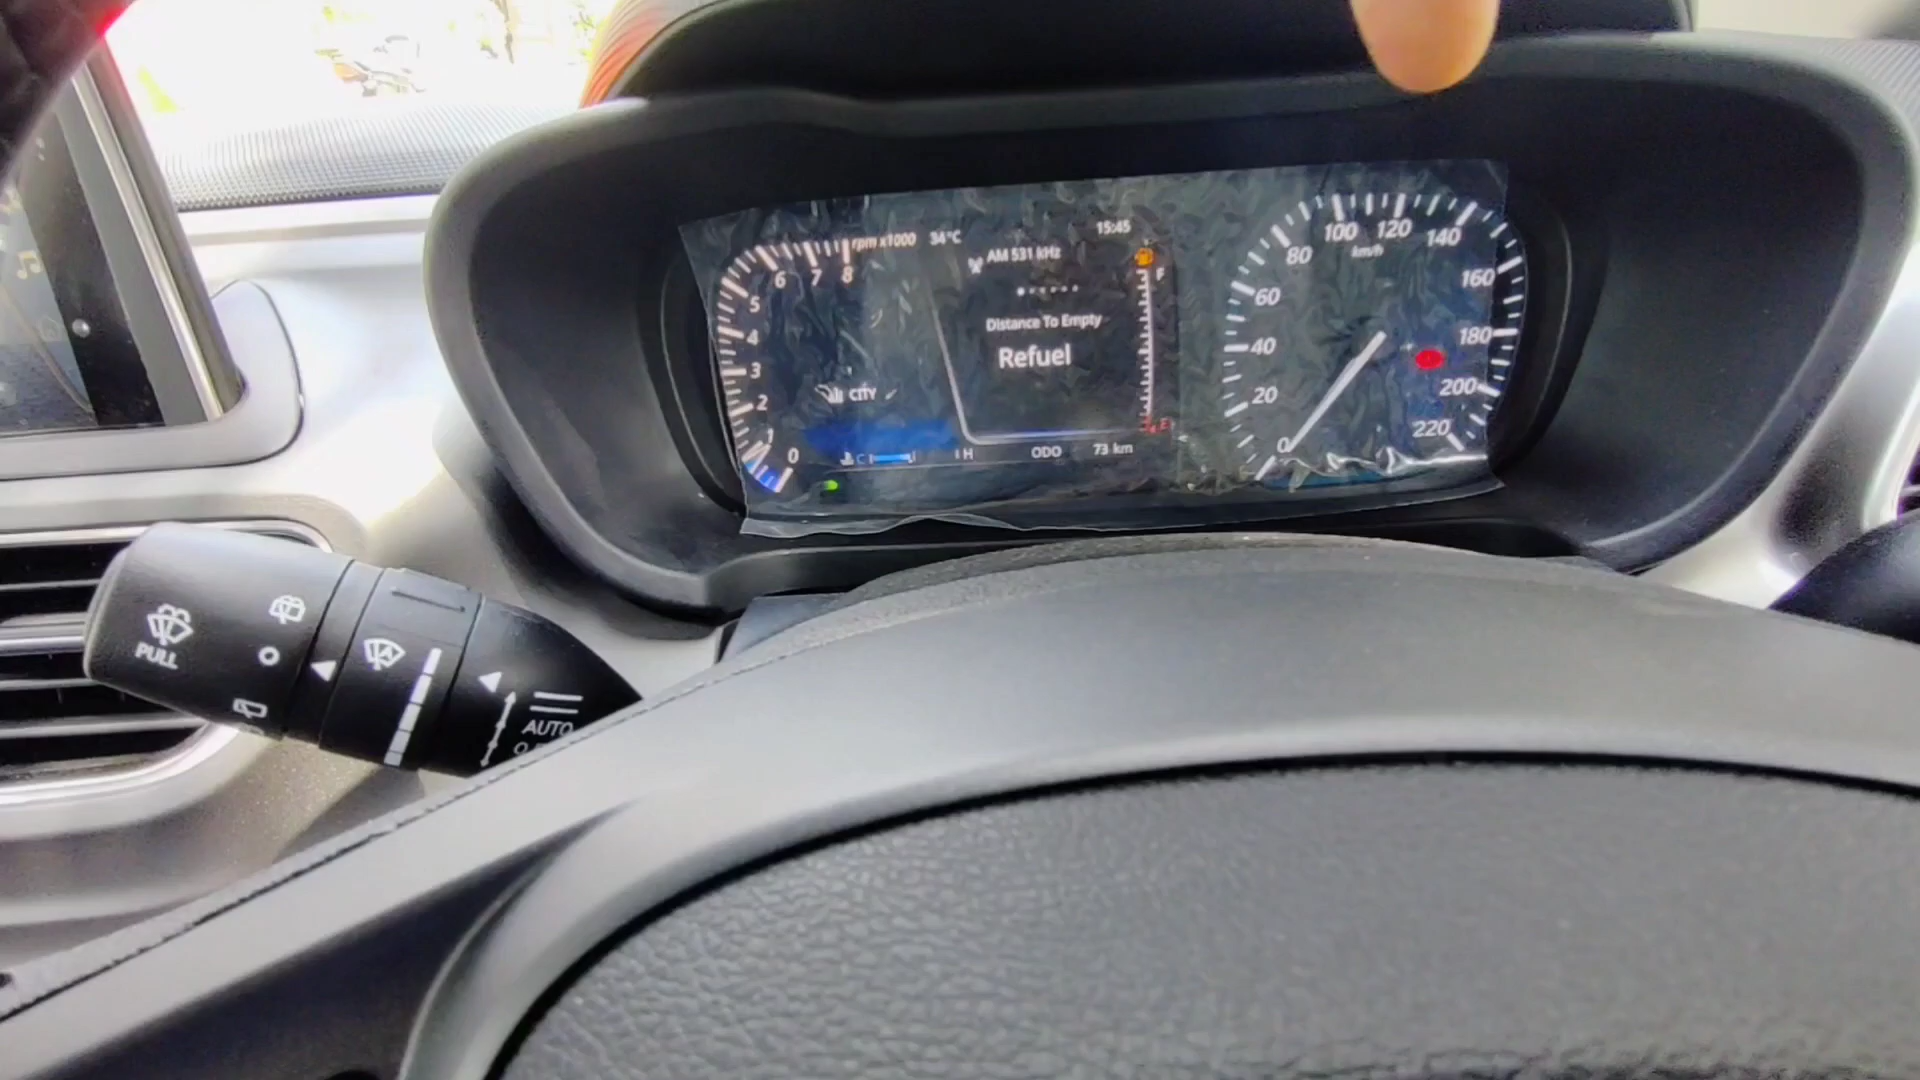 rpm x1000
34°C
15:45
AM 531 kHz
Distance To Empty
Refuel
F
E
CITY
C
H
ODO
73 km
0
1
2
3
4
5
6
7
8
km/h
0
20
40
60
80
100
120
140
160
180
200
220
PULL
A
AUTO